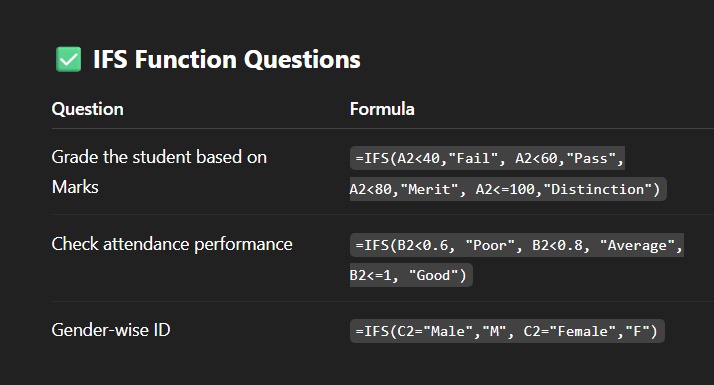 ✅ IFS Function Questions
Question Formula
Grade the student based on Marks
=IFS(A2<40,"Fail", A2<60,"Pass",
A2<80,"Merit", A2<=100,"Distinction")
Check attendance performance
=IFS(B2<0.6, "Poor", B2<0.8, "Average",
B2<=1, "Good")
Gender-wise ID
=IFS(C2="Male","M", C2="Female","F")